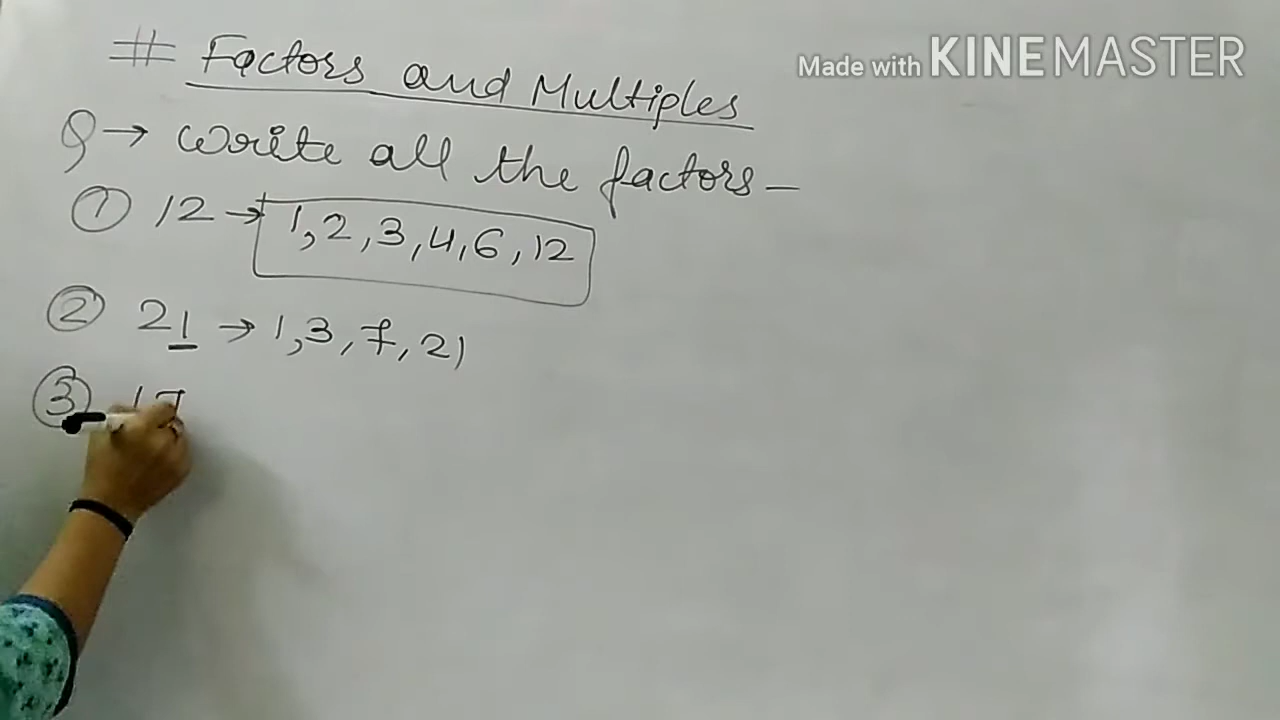 # Factors and Multiples
Made with KINEMASTER
Q → Write all the factors –
① 12 → 1, 2, 3, 4, 6, 12
② 21 → 1, 3, 7, 21
③ 17